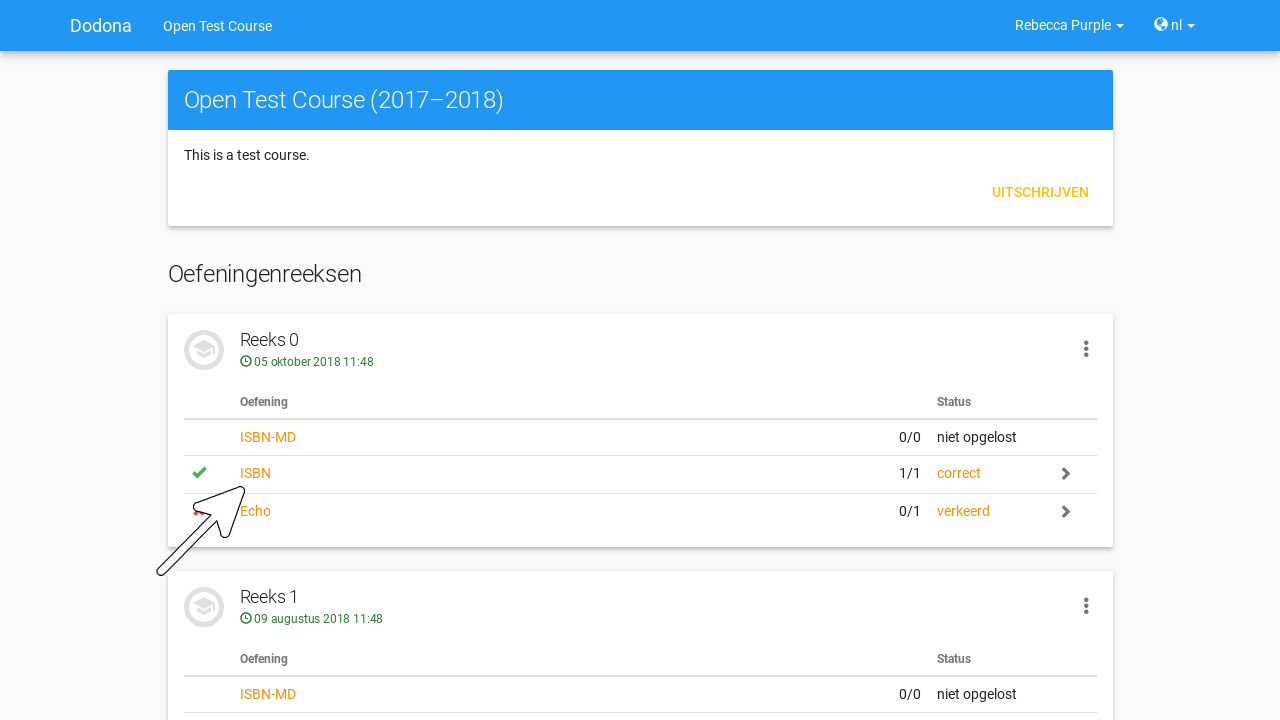 Dodona Open Test Course Rebecca Purple nl
Open Test Course (2017–2018)
This is a test course.
UITSCHRIJVEN
Oefeningenreeksen
Reeks 0
05 oktober 2018 11:48
Oefening Status
ISBN-MD 0/0 niet opgelost
ISBN 1/1 correct
Echo 0/1 verkeerd
Reeks 1
09 augustus 2018 11:48
Oefening Status
ISBN-MD 0/0 niet opgelost